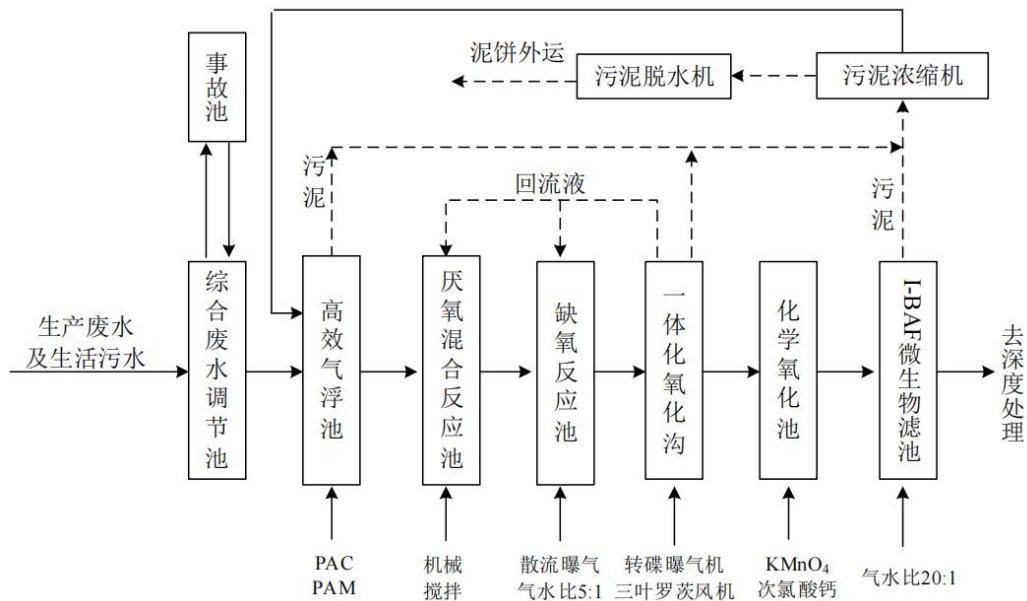 事故池
泥饼外运
污泥脱水机
污泥浓缩机
污泥
回流液
污泥
生产废水
及生活污水
综合废水调节池
高效气浮池
厌氧混合反应池
缺氧反应池
一体化氧化沟
化学氧化池
I-BAF微生物滤池
去深度处理
PAC
PAM
机械
搅拌
散流曝气
气水比5:1
转碟曝气机
三叶罗茨风机
KMnO₄
次氯酸钙
气水比20:1